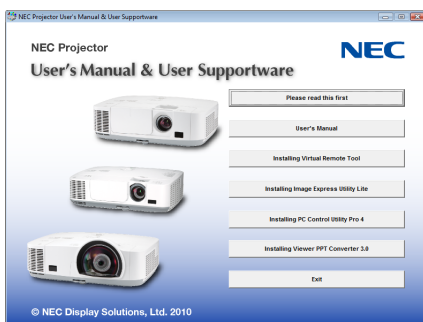 NEC Projector User's Manual & User Supportware
NEC Projector
NEC
User's Manual & User Supportware
Please read this first
User's Manual
Installing Virtual Remote Tool
Installing Image Express Utility Lite
Installing PC Control Utility Pro 4
Installing Viewer PPT Converter 3.0
Exit
© NEC Display Solutions, Ltd. 2010